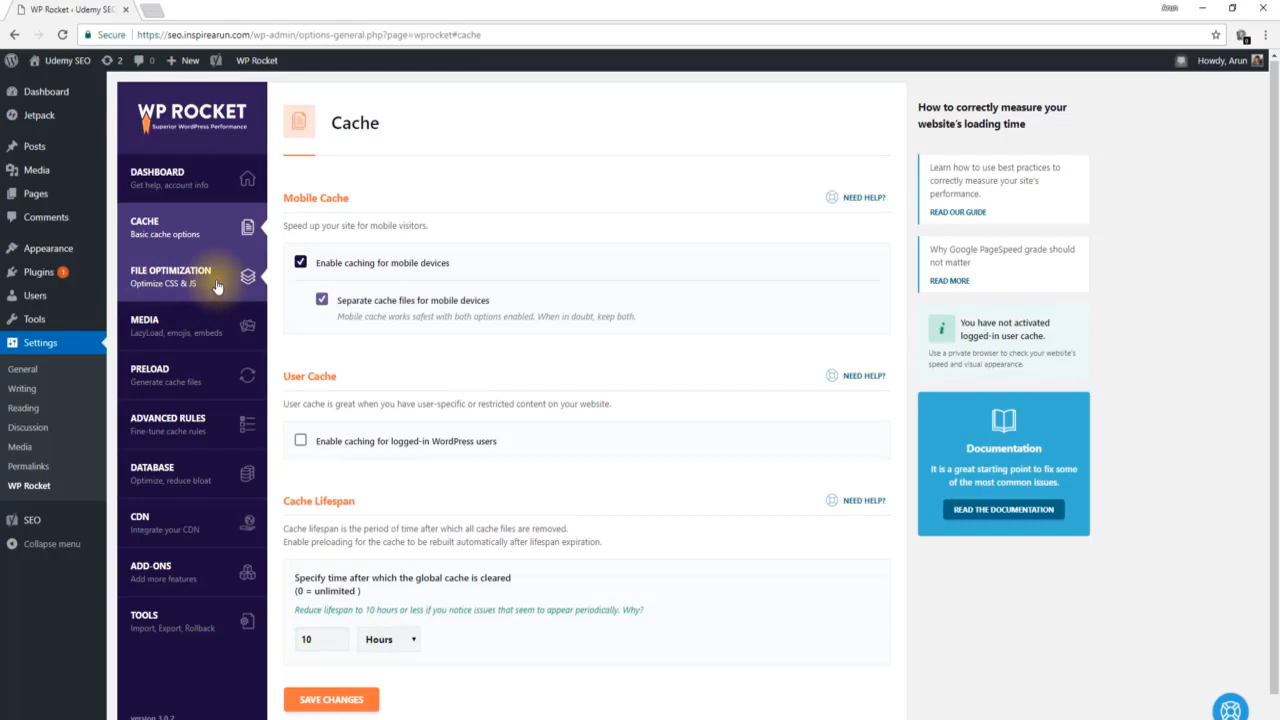 WP Rocket ‹ Udemy SEO
Arun
Secure
https://seo.inspirearun.com/wp-admin/options-general.php?page=wprocket#cache
Udemy SEO
2
0
New
WP Rocket
Howdy, Arun
Dashboard
Jetpack
Posts
Media
Pages
Comments
Appearance
Plugins 1
Users
Tools
Settings
General
Writing
Reading
Discussion
Media
Permalinks
WP Rocket
SEO
Collapse menu
WP ROCKET
Superior WordPress Performance
DASHBOARD
Get help, account info
CACHE
Basic cache options
FILE OPTIMIZATION
Optimize CSS & JS
MEDIA
LazyLoad, emojis, embeds
PRELOAD
Generate cache files
ADVANCED RULES
Fine-tune cache rules
DATABASE
Optimize, reduce bloat
CDN
Integrate your CDN
ADD-ONS
Add more features
TOOLS
Import, Export, Rollback
version 3.0.2
Cache
Mobile Cache
NEED HELP?
Speed up your site for mobile visitors.
Enable caching for mobile devices
Separate cache files for mobile devices
Mobile cache works safest with both options enabled. When in doubt, keep both.
User Cache
NEED HELP?
User cache is great when you have user-specific or restricted content on your website.
Enable caching for logged-in WordPress users
Cache Lifespan
NEED HELP?
Cache lifespan is the period of time after which all cache files are removed.
Enable preloading for the cache to be rebuilt automatically after lifespan expiration.
Specify time after which the global cache is cleared
(0 = unlimited )
Reduce lifespan to 10 hours or less if you notice issues that seem to appear periodically. Why?
10
Hours
SAVE CHANGES
How to correctly measure your
website's loading time
Learn how to use best practices to
correctly measure your site's
performance.
READ OUR GUIDE
Why Google PageSpeed grade should
not matter
READ MORE
You have not activated
logged-in user cache.
Use a private browser to check your website's
speed and visual appearance.
Documentation
It is a great starting point to fix some
of the most common issues.
READ THE DOCUMENTATION